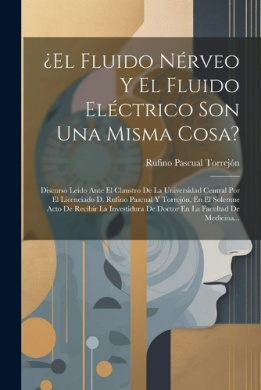 ¿El Fluido Nérveo
Y El Fluido
Eléctrico Son
Una Misma Cosa?
Rufino Pascual Torrejón
Discurso Leído Ante El Claustro De La Universidad Central Por
El Licenciado D. Rufino Pascual Y Torrejón, En El Solemne
Acto De Recibir La Investidura De Doctor En La Facultad De
Medicina...